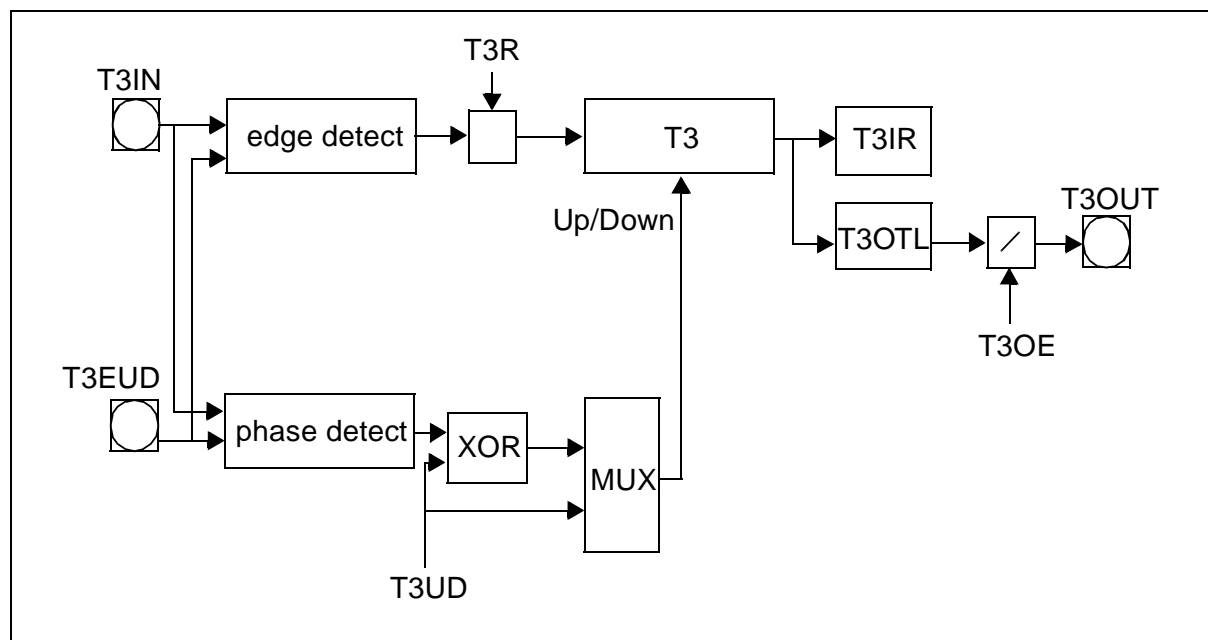 T3R
T3IN
edge detect
T3
T3IR
Up/Down
T3OUT
T3OTL
T3OE
T3EUD
phase detect
XOR
MUX
T3UD